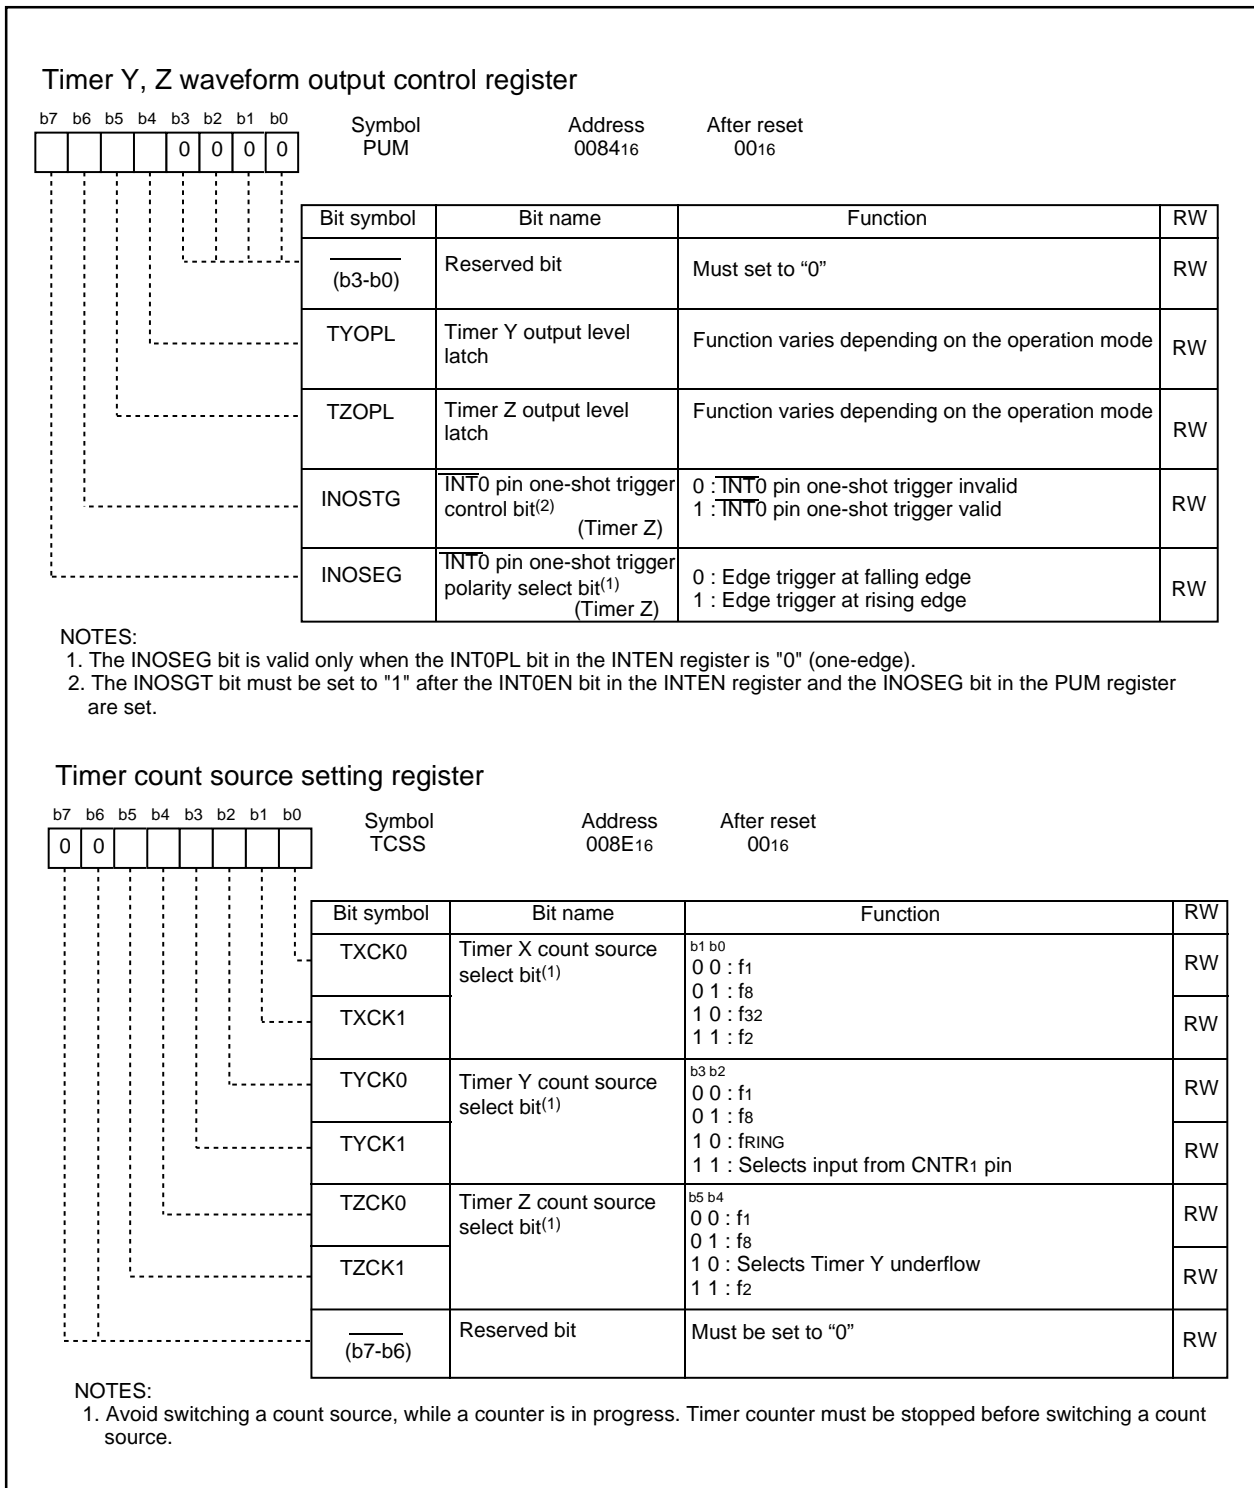 Timer Y, Z waveform output control register
b7 b6 b5 b4 b3 b2 b1 b0
Symbol Address After reset
0 0 0 0
PUM 008416 0016
Bit symbol Bit name Function RW
(b3-b0) Reserved bit Must set to “0” RW
TYOPL Timer Y output level
latch
Function varies depending on the operation mode RW
TZOPL Timer Z output level
latch
Function varies depending on the operation mode RW
INOSTG INT0 pin one-shot trigger
control bit(2)
(Timer Z)
0 : INT0 pin one-shot trigger invalid
1 : INT0 pin one-shot trigger valid
RW
INOSEG INT0 pin one-shot trigger
polarity select bit(1)
(Timer Z)
0 : Edge trigger at falling edge
1 : Edge trigger at rising edge
RW
NOTES:
1. The INOSEG bit is valid only when the INT0PL bit in the INTEN register is "0" (one-edge).
2. The INOSGT bit must be set to "1" after the INT0EN bit in the INTEN register and the INOSEG bit in the PUM register
are set.
Timer count source setting register
b7 b6 b5 b4 b3 b2 b1 b0
Symbol Address After reset
0 0
TCSS 008E16 0016
Bit symbol Bit name Function RW
TXCK0 Timer X count source
select bit(1)
b1 b0
0 0 : f1
0 1 : f8
RW
TXCK1
1 0 : f32
1 1 : f2
RW
TYCK0 Timer Y count source
select bit(1)
b3 b2
0 0 : f1
0 1 : f8
RW
TYCK1
1 0 : fRING
1 1 : Selects input from CNTR1 pin
RW
TZCK0 Timer Z count source
select bit(1)
b5 b4
0 0 : f1
0 1 : f8
RW
TZCK1
1 0 : Selects Timer Y underflow
1 1 : f2
RW
(b7-b6) Reserved bit Must be set to “0” RW
NOTES:
1. Avoid switching a count source, while a counter is in progress. Timer counter must be stopped before switching a count
source.